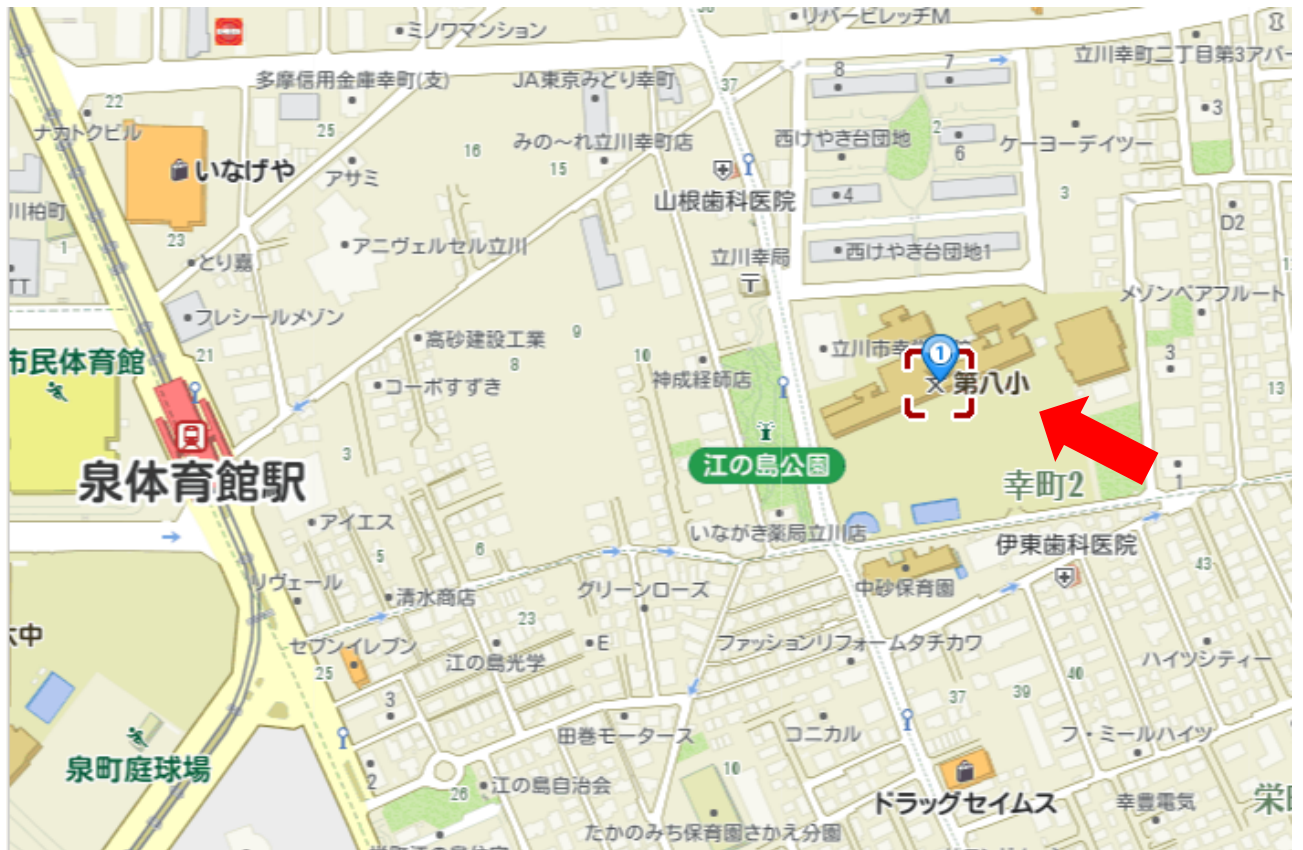 リバービレッヂM
ミノワマンション
立川幸町二丁目第3アパー
多摩信用金庫幸町(支)
JA東京みどり幸町
8
7
37
22
ナカトクビル
25
3
みの～れ立川幸町店
西けやき台団地
2
6
ケーヨーデイツー
16
15
いなげや
アサミ
山根歯科医院
4
3
川柏町
D2
1
23
とり嘉
アニヴェルセル立川
立川幸局
西けやき台団地1
TT
メゾンベアフルート
フレシールメゾン
高砂建設工業
9
8
10
21
市民体育館
立川市幸
1
第八小
3
コーポすずき
神成経師店
13
泉体育館駅
3
江の島公園
幸町2
1
アイエス
いながき薬局立川店
伊東歯科医院
5
6
43
リヴェール
清水商店
グリーンローズ
中砂保育園
六中
セブンイレブン
23
江の島光学
E
ファッションリフォームタチカワ
ハイツシティー
25
3
37
39
40
田巻モータース
コニカル
フ・ミールハイツ
泉町庭球場
2
26
江の島自治会
10
ドラッグセイムス
幸豊電気
栄町
たかのみち保育園さかえ分園